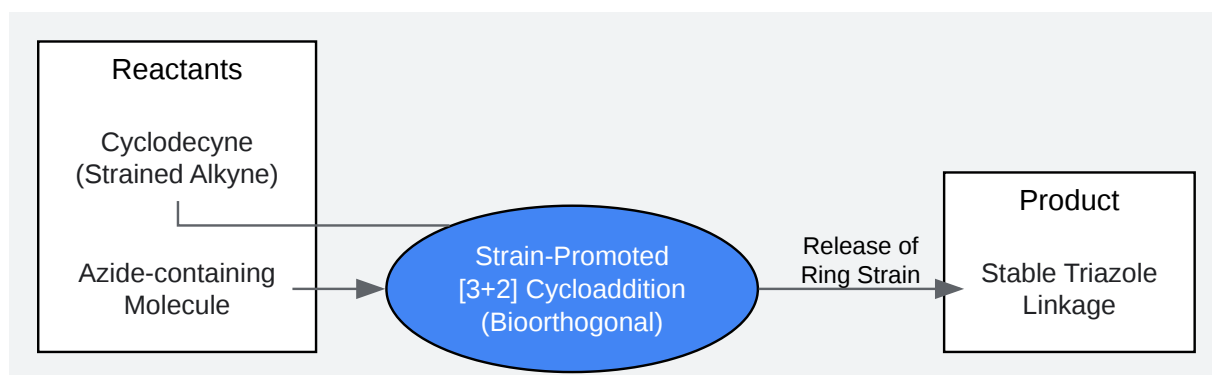 Reactants
Cyclodecyne
(Strained Alkyne)
Azide-containing
Molecule
Strain-Promoted
[3+2] Cycloaddition
(Bioorthogonal)
Release of
Ring Strain
Product
Stable Triazole
Linkage